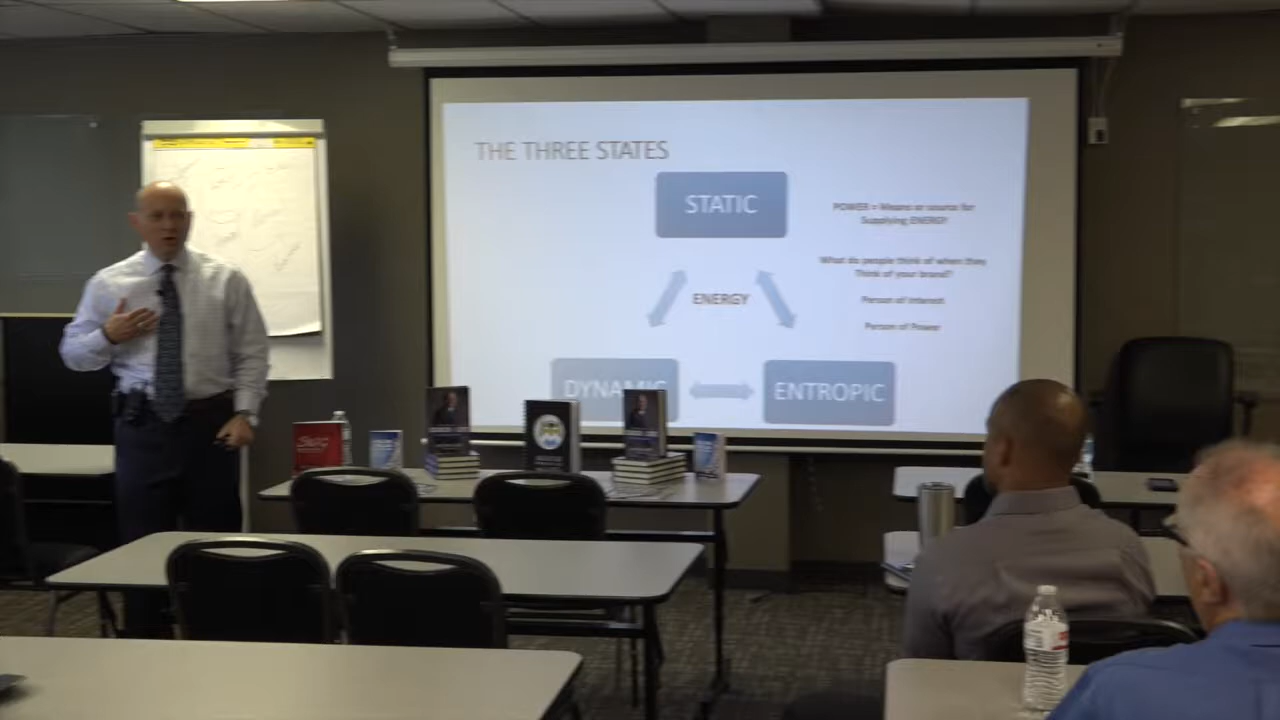 THE THREE STATES
STATIC
POWER = Means or source for
Supplying ENERGY
What do people think of when they
Think of your brand?
ENERGY
Person of Interest
Person of Power
DYNAMIC
ENTROPIC